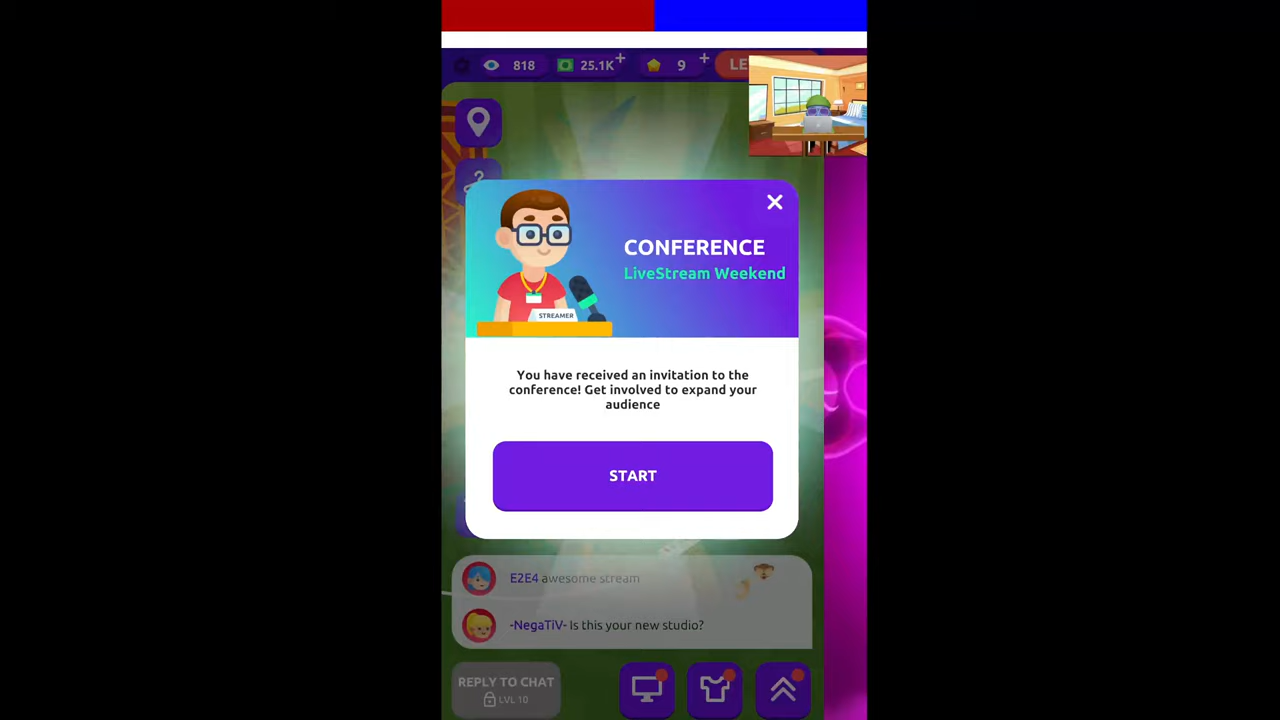 818
25.1K+
9+
LE
?
CONFERENCE
LiveStream Weekend
STREAMER
You have received an invitation to the
conference! Get involved to expand your
audience
START
E2E4 awesome stream
-NegaTiV- Is this your new studio?
REPLY TO CHAT
LVL 10